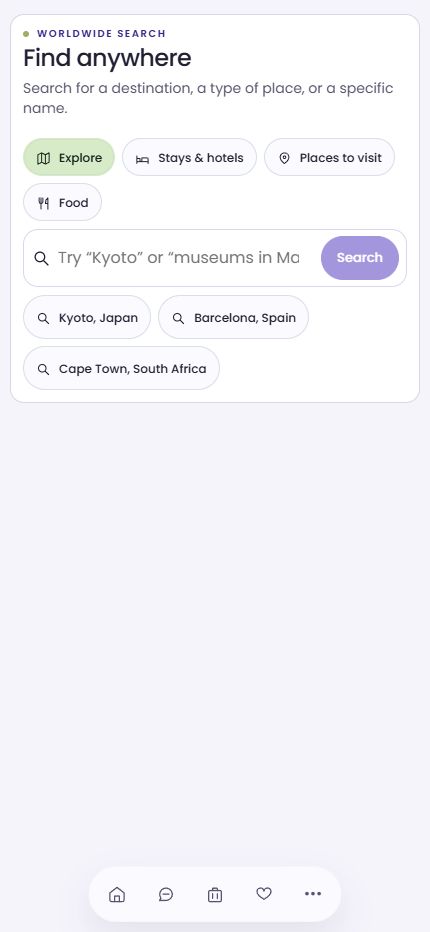 WORLDWIDE SEARCH
Find anywhere
Search for a destination, a type of place, or a specific
name.
Explore
Stays & hotels
Places to visit
Food
Try “Kyoto” or “museums in Ma
Search
Kyoto, Japan
Barcelona, Spain
Cape Town, South Africa